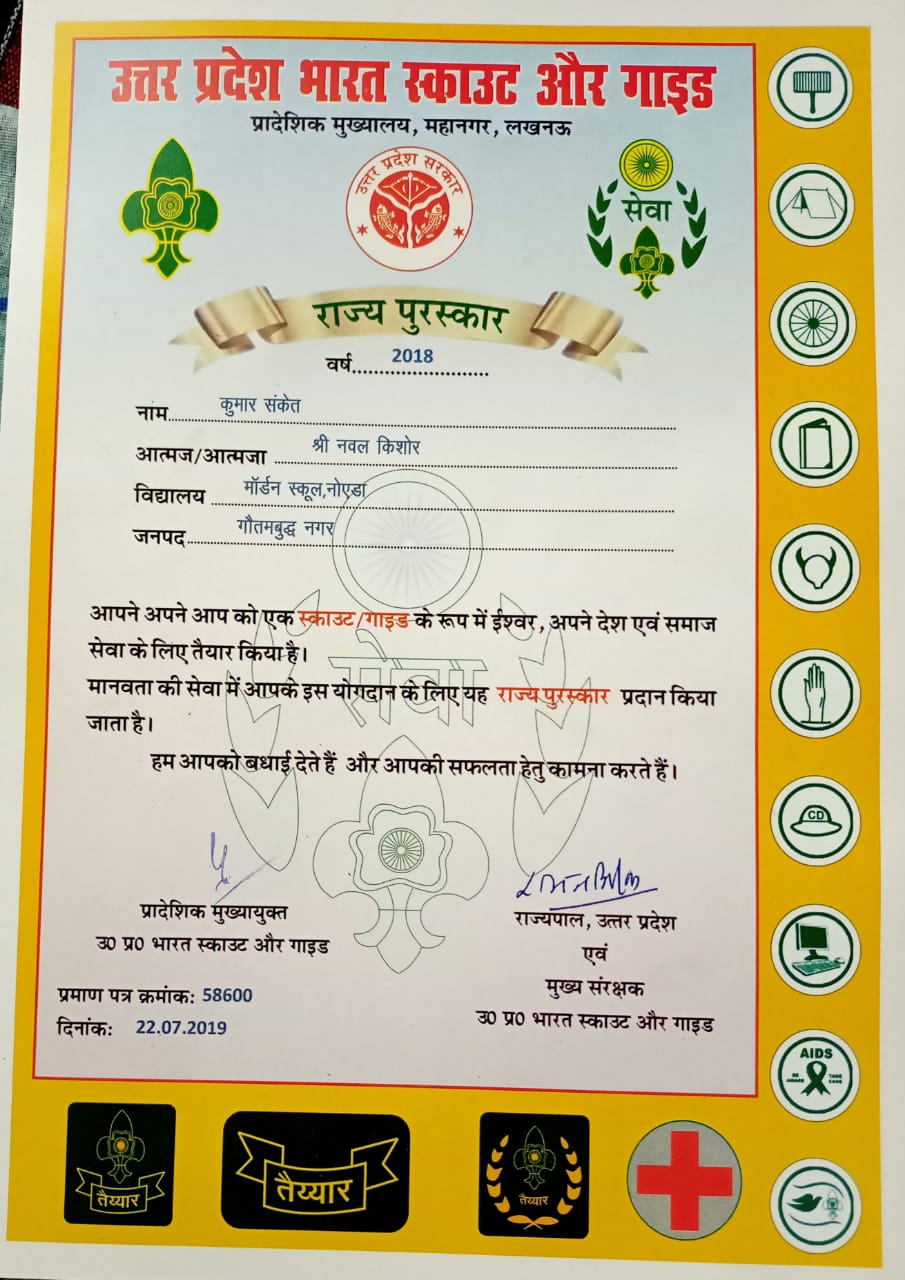 उत्तर प्रदेश भारत स्काउट और गाइड
प्रादेशिक मुख्यालय, महानगर, लखनऊ
उत्तर प्रदेश सरकार
सेवा
राज्य पुरस्कार
वर्ष.......................... 2018
नाम कुमार संकेत
आत्मज/आत्मजा श्री नवल किशोर
विद्यालय मॉर्डन स्कूल,नोएडा
जनपद गौतमबुद्ध नगर
आपने अपने आप को एक स्काउट/गाइड के रूप में ईश्वर, अपने देश एवं समाज
सेवा के लिए तैयार किया है।
मानवता की सेवा में आपके इस योगदान के लिए यह राज्य पुरस्कार प्रदान किया
जाता है।
हम आपको बधाई देते हैं और आपकी सफलता हेतु कामना करते हैं।
सेवा
प्रादेशिक मुख्यायुक्त
उ0 प्र0 भारत स्काउट और गाइड
राज्यपाल, उत्तर प्रदेश
एवं
मुख्य संरक्षक
उ0 प्र0 भारत स्काउट और गाइड
प्रमाण पत्र क्रमांक: 58600
दिनांक: 22.07.2019
CD
AIDS
BE AWARE TAKE CARE
तैय्यार
तैय्यार
तैय्यार